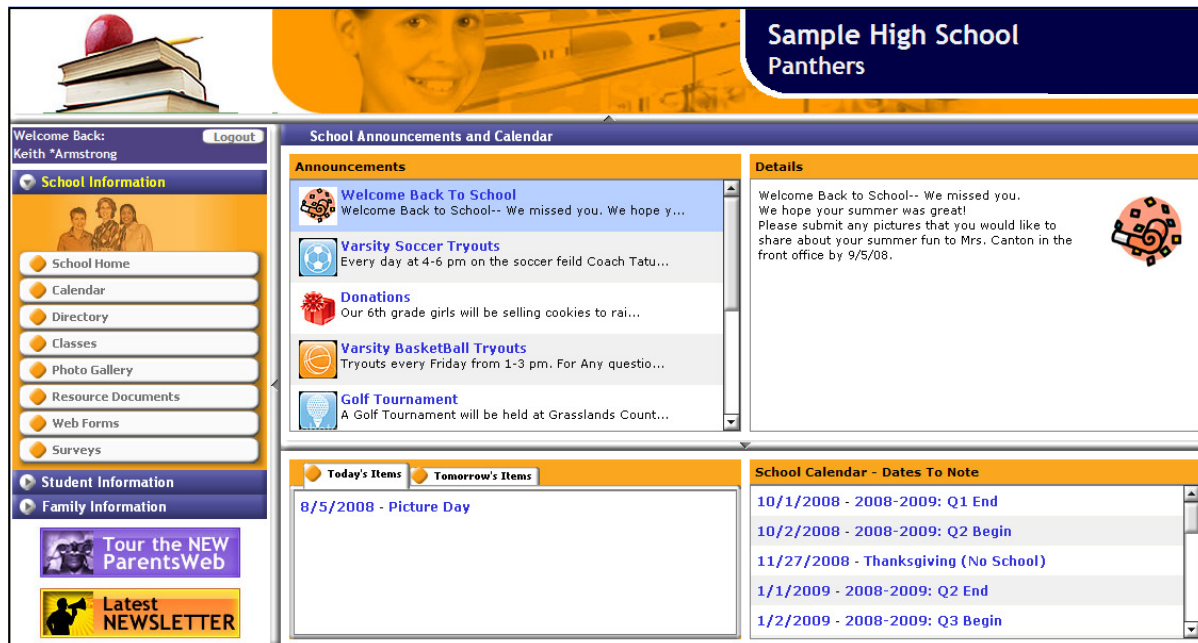 Sample High School
Panthers
Welcome Back:
Logout
Keith *Armstrong
School Information
School Home
Calendar
Directory
Classes
Photo Gallery
Resource Documents
Web Forms
Surveys
Student Information
Family Information
Tour the NEW
ParentsWeb
Latest
NEWSLETTER
School Announcements and Calendar
Announcements
Welcome Back To School
Welcome Back to School-- We missed you. We hope y...
Varsity Soccer Tryouts
Every day at 4-6 pm on the soccer feild Coach Tatu...
Donations
Our 6th grade girls will be selling cookies to rai...
Varsity BasketBall Tryouts
Tryouts every Friday from 1-3 pm. For Any questio...
Golf Tournament
A Golf Tournament will be held at Grasslands Count...
Details
Welcome Back to School-- We missed you.
We hope your summer was great!
Please submit any pictures that you would like to
share about your summer fun to Mrs. Canton in the
front office by 9/5/08.
Today's Items
Tomorrow's Items
8/5/2008 - Picture Day
School Calendar - Dates To Note
10/1/2008 - 2008-2009: Q1 End
10/2/2008 - 2008-2009: Q2 Begin
11/27/2008 - Thanksgiving (No School)
1/1/2009 - 2008-2009: Q2 End
1/2/2009 - 2008-2009: Q3 Begin